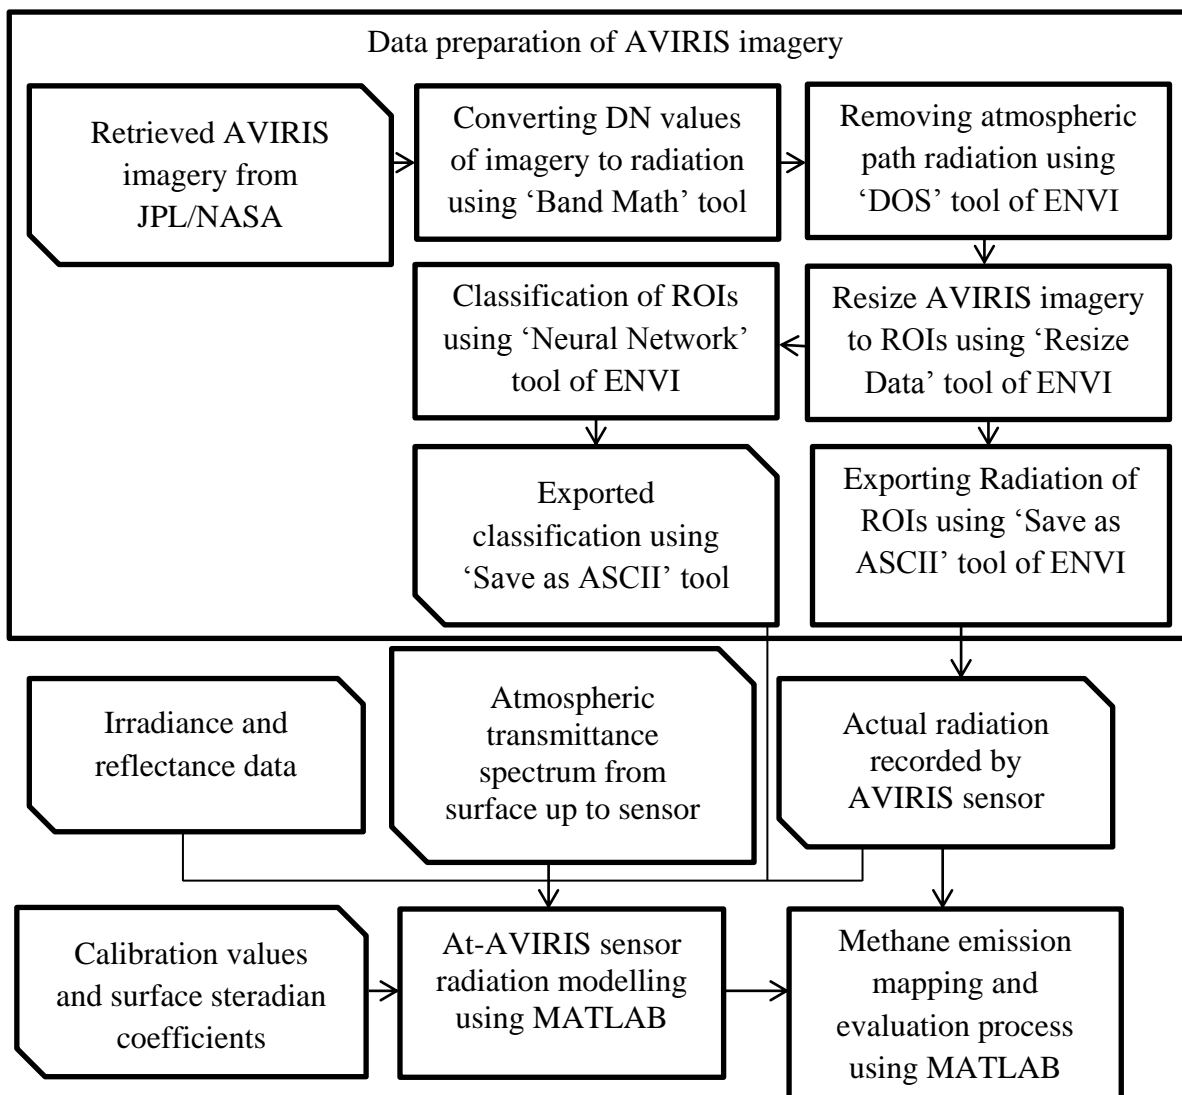 Data preparation of AVIRIS imagery
Retrieved AVIRIS
imagery from
JPL/NASA
Converting DN values
of imagery to radiation
using ‘Band Math’ tool
Removing atmospheric
path radiation using
‘DOS’ tool of ENVI
Classification of ROIs
using ‘Neural Network’
tool of ENVI
Resize AVIRIS imagery
to ROIs using ‘Resize
Data’ tool of ENVI
Exported
classification using
‘Save as ASCII’ tool
Exporting Radiation of
ROIs using ‘Save as
ASCII’ tool of ENVI
Irradiance and
reflectance data
Atmospheric
transmittance
spectrum from
surface up to sensor
Actual radiation
recorded by
AVIRIS sensor
Calibration values
and surface steradian
coefficients
At-AVIRIS sensor
radiation modelling
using MATLAB
Methane emission
mapping and
evaluation process
using MATLAB